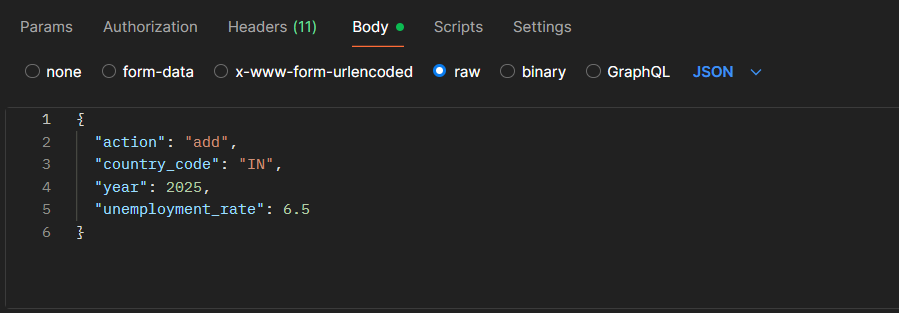 Params Authorization Headers (11) Body Scripts Settings
none form-data x-www-form-urlencoded raw binary GraphQL JSON
1 {
2 "action": "add",
3 "country_code": "IN",
4 "year": 2025,
5 "unemployment_rate": 6.5
6 }